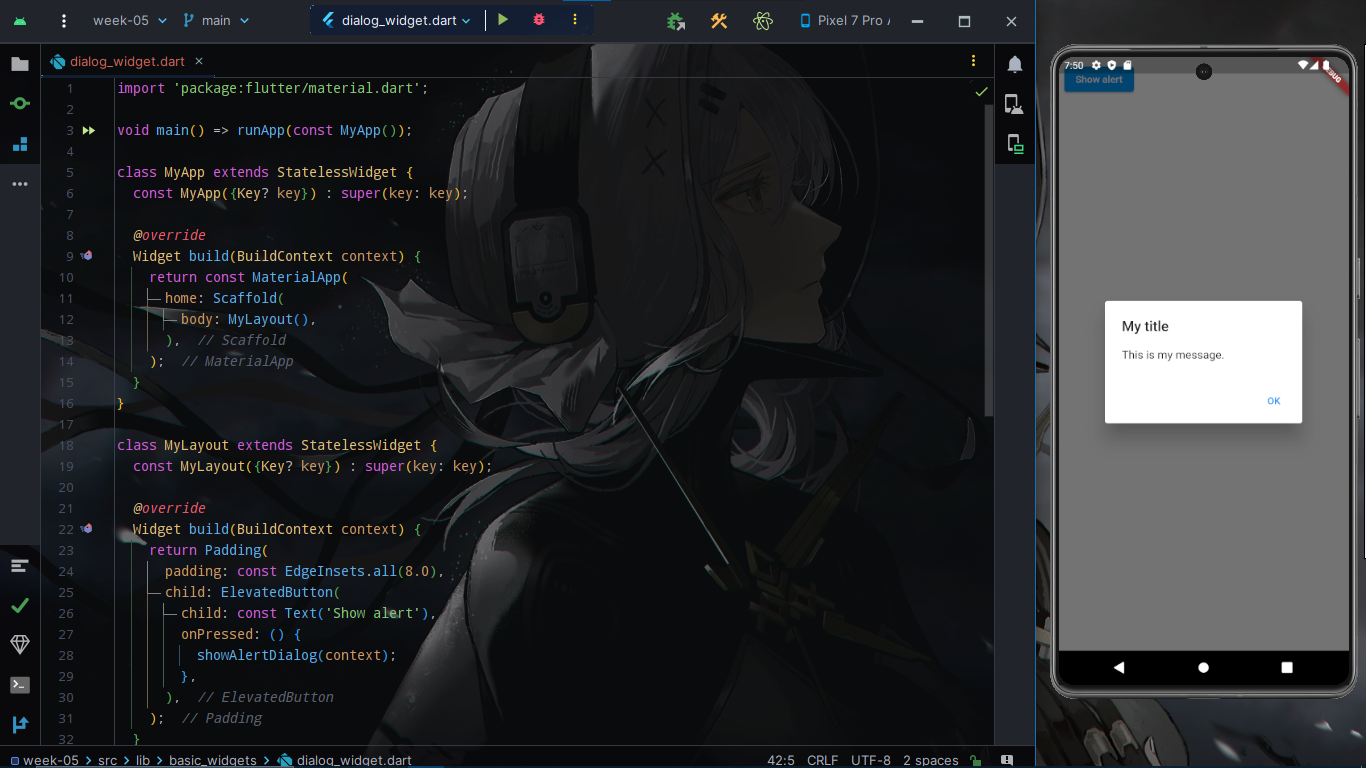 week-05 main dialog_widget.dart Pixel 7 Pro A
dialog_widget.dart
1 import 'package:flutter/material.dart';
2
3 void main() => runApp(const MyApp());
4
5 class MyApp extends StatelessWidget {
6 const MyApp({Key? key}) : super(key: key);
7
8 @override
9 Widget build(BuildContext context) {
10 return const MaterialApp(
11 home: Scaffold(
12 body: MyLayout(),
13 ), // Scaffold
14 ); // MaterialApp
15 }
16 }
17
18 class MyLayout extends StatelessWidget {
19 const MyLayout({Key? key}) : super(key: key);
20
21 @override
22 Widget build(BuildContext context) {
23 return Padding(
24 padding: const EdgeInsets.all(8.0),
25 child: ElevatedButton(
26 child: const Text('Show alert'),
27 onPressed: () {
28 showAlertDialog(context);
29 },
30 ), // ElevatedButton
31 ); // Padding
32 }
week-05 > src > lib > basic_widgets > dialog_widget.dart 42:5 CRLF UTF-8 2 spaces
7:50
Show alert
My title
This is my message.
OK